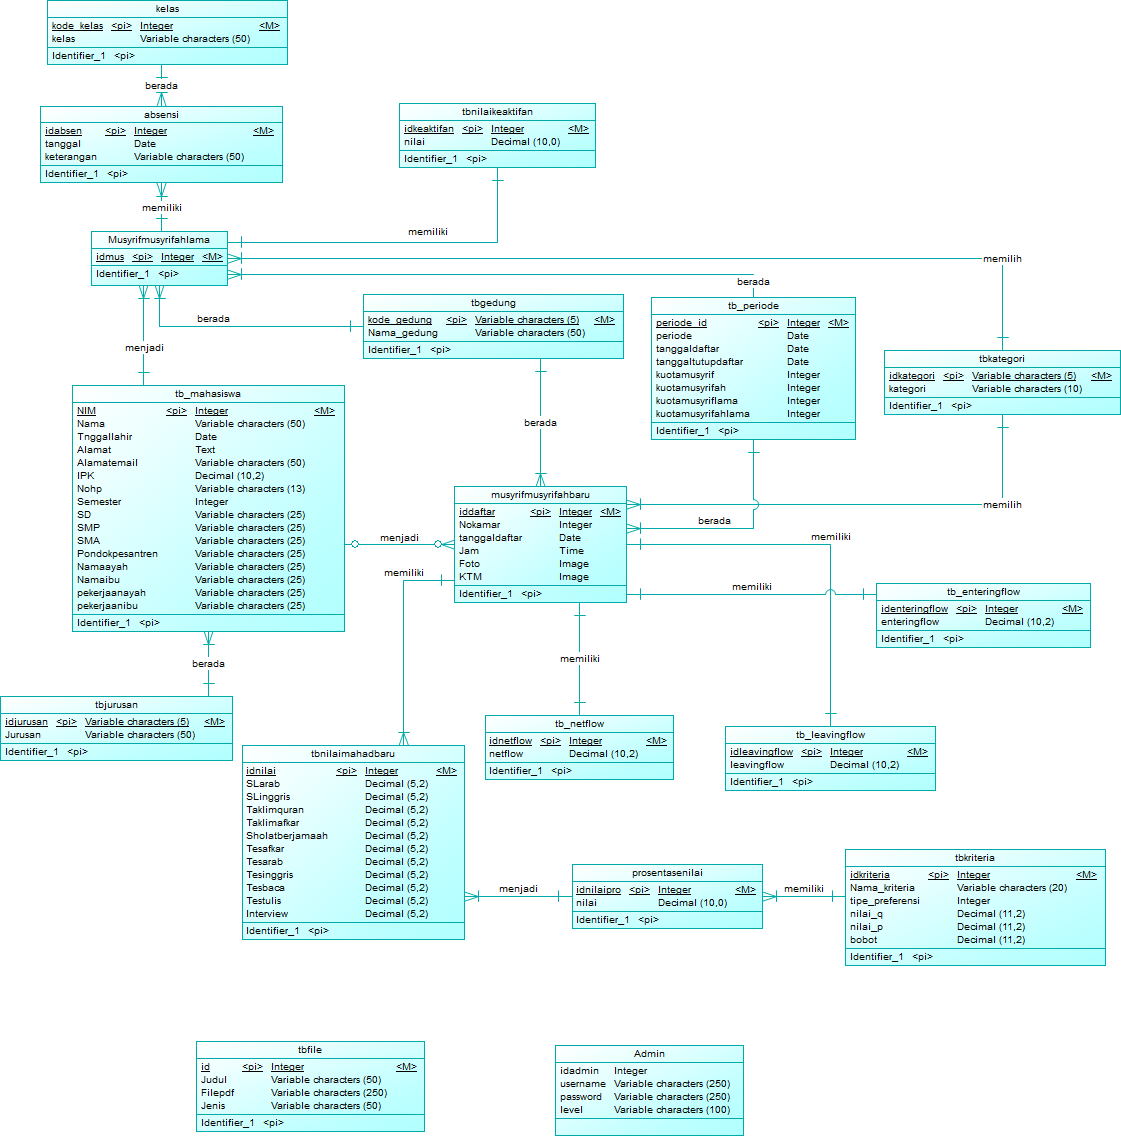 kelas
kode_kelas <pi> Integer <M>
kelas Variable characters (50)
Identifier_1 <pi>
berada
absensi
idabsen <pi> Integer <M>
tanggal Date
keterangan Variable characters (50)
Identifier_1 <pi>
tbnilaikeaktifan
idkeaktifan <pi> Integer <M>
nilai Decimal (10,0)
Identifier_1 <pi>
memiliki
memiliki
Musyrifmusyrifahlama
idmus <pi> Integer <M>
Identifier_1 <pi>
memilih
berada
berada
menjadi
tbgedung
kode_gedung <pi> Variable characters (5) <M>
Nama_gedung Variable characters (50)
Identifier_1 <pi>
tb_periode
periode_id <pi> Integer <M>
periode Date
tanggaldaftar Date
tanggaltutupdaftar Date
kuotamusyrif Integer
kuotamusyrifah Integer
kuotamusyriflama Integer
kuotamusyrifahlama Integer
Identifier_1 <pi>
tbkategori
idkategori <pi> Variable characters (5) <M>
kategori Variable characters (10)
Identifier_1 <pi>
tb_mahasiswa
NIM <pi> Integer <M>
Nama Variable characters (50)
Tnggallahir Date
Alamat Text
Alamatemail Variable characters (50)
IPK Decimal (10,2)
Nohp Variable characters (13)
Semester Integer
SD Variable characters (25)
SMP Variable characters (25)
SMA Variable characters (25)
Pondokpesantren Variable characters (25)
Namaayah Variable characters (25)
Namaibu Variable characters (25)
pekerjaanayah Variable characters (25)
pekerjaanibu Variable characters (25)
Identifier_1 <pi>
berada
musyrifmusyrifahbaru
iddaftar <pi> Integer <M>
Nokamar Integer
tanggaldaftar Date
Jam Time
Foto Image
KTM Image
Identifier_1 <pi>
memilih
berada
memiliki
menjadi
memiliki
memiliki
tb_enteringflow
identeringflow <pi> Integer <M>
enteringflow Decimal (10,2)
Identifier_1 <pi>
memiliki
berada
tbjurusan
idjurusan <pi> Variable characters (5) <M>
Jurusan Variable characters (50)
Identifier_1 <pi>
tb_netflow
idnetflow <pi> Integer <M>
netflow Decimal (10,2)
Identifier_1 <pi>
tb_leavingflow
idleavingflow <pi> Integer <M>
leavingflow Decimal (10,2)
Identifier_1 <pi>
tbnilaimahadbaru
idnilai <pi> Integer <M>
SLarab Decimal (5,2)
SLinggris Decimal (5,2)
Taklimquran Decimal (5,2)
Taklimafkar Decimal (5,2)
Sholatberjamaah Decimal (5,2)
Tesafkar Decimal (5,2)
Tesarab Decimal (5,2)
Tesinggris Decimal (5,2)
Tesbaca Decimal (5,2)
Testulis Decimal (5,2)
Interview Decimal (5,2)
Identifier_1 <pi>
menjadi
prosentasenilai
idnilaipro <pi> Integer <M>
nilai Decimal (10,0)
Identifier_1 <pi>
memiliki
tbkriteria
idkriteria <pi> Integer <M>
Nama_kriteria Variable characters (20)
tipe_preferensi Integer
nilai_q Decimal (11,2)
nilai_p Decimal (11,2)
bobot Decimal (11,2)
Identifier_1 <pi>
tbfile
id <pi> Integer <M>
Judul Variable characters (50)
Filepdf Variable characters (250)
Jenis Variable characters (50)
Identifier_1 <pi>
Admin
idadmin Integer
username Variable characters (250)
password Variable characters (250)
level Variable characters (100)